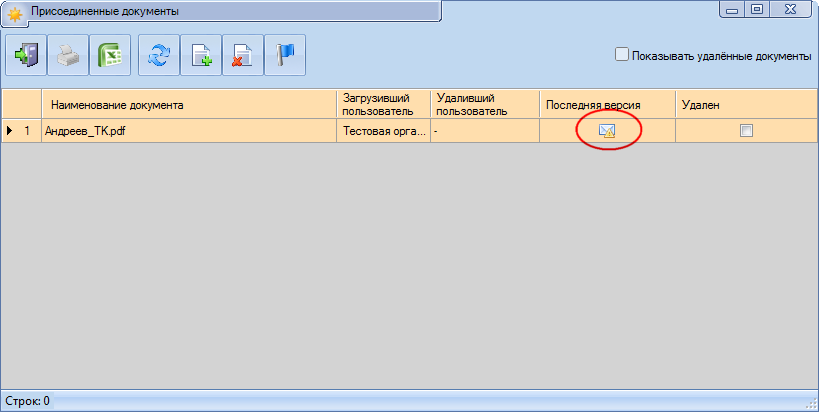 Присоединенные документы
Показывать удалённые документы
Наименование документа
Загрузивший
пользователь
Удаливший
пользователь
Последняя версия
Удален
1 Андреев_ТК.pdf Тестовая орга... -
Строк: 0